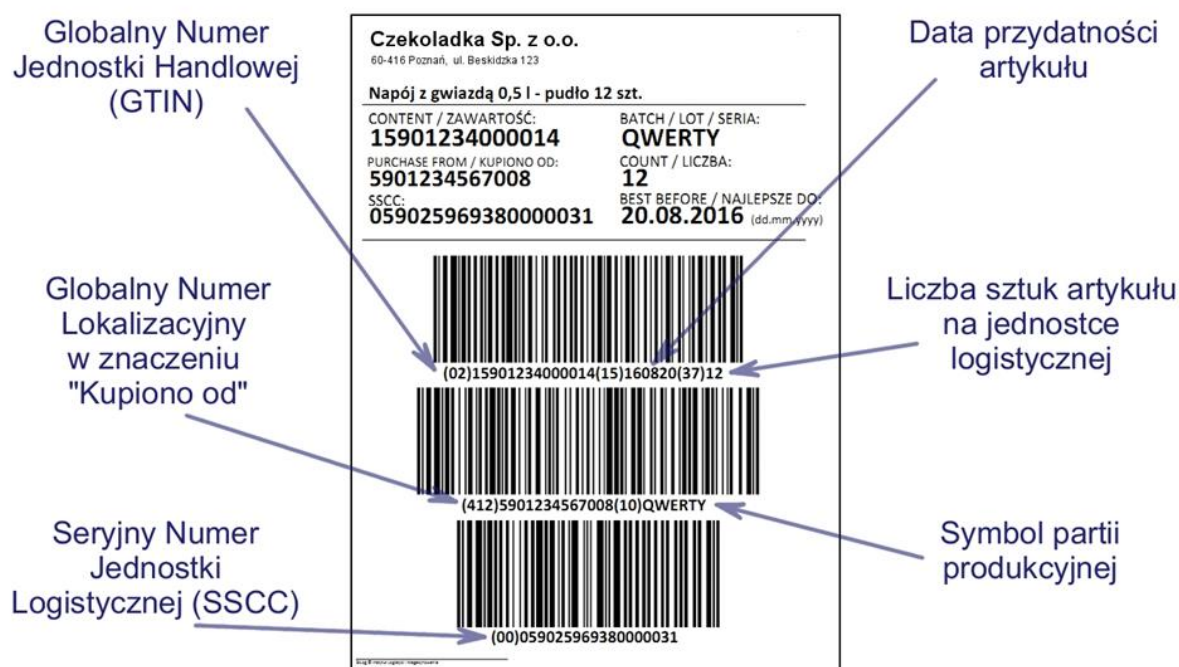 Globalny Numer
Jednostki Handlowej
(GTIN)
Globalny Numer
Lokalizacyjny
w znaczeniu
"Kupiono od"
Seryjny Numer
Jednostki
Logistycznej (SSCC)
Czekoladka Sp. z o.o.
60-416 Poznań, ul. Beskidzka 123
Napój z gwiazdą 0,5 l - pudło 12 szt.
CONTENT / ZAWARTOŚĆ:
15901234000014
BATCH / LOT / SERIA:
QWERTY
PURCHASE FROM / KUPIONO OD:
5901234567008
COUNT / LICZBA:
12
SSCC:
059025969380000031
BEST BEFORE / NAJLEPSZE DO:
20.08.2016 (dd.mm.yyyy)
(02)15901234000014(15)160820(37)12
(412)5901234567008(10)QWERTY
(00)059025969380000031
Data przydatności
artykułu
Liczba sztuk artykułu
na jednostce
logistycznej
Symbol partii
produkcyjnej